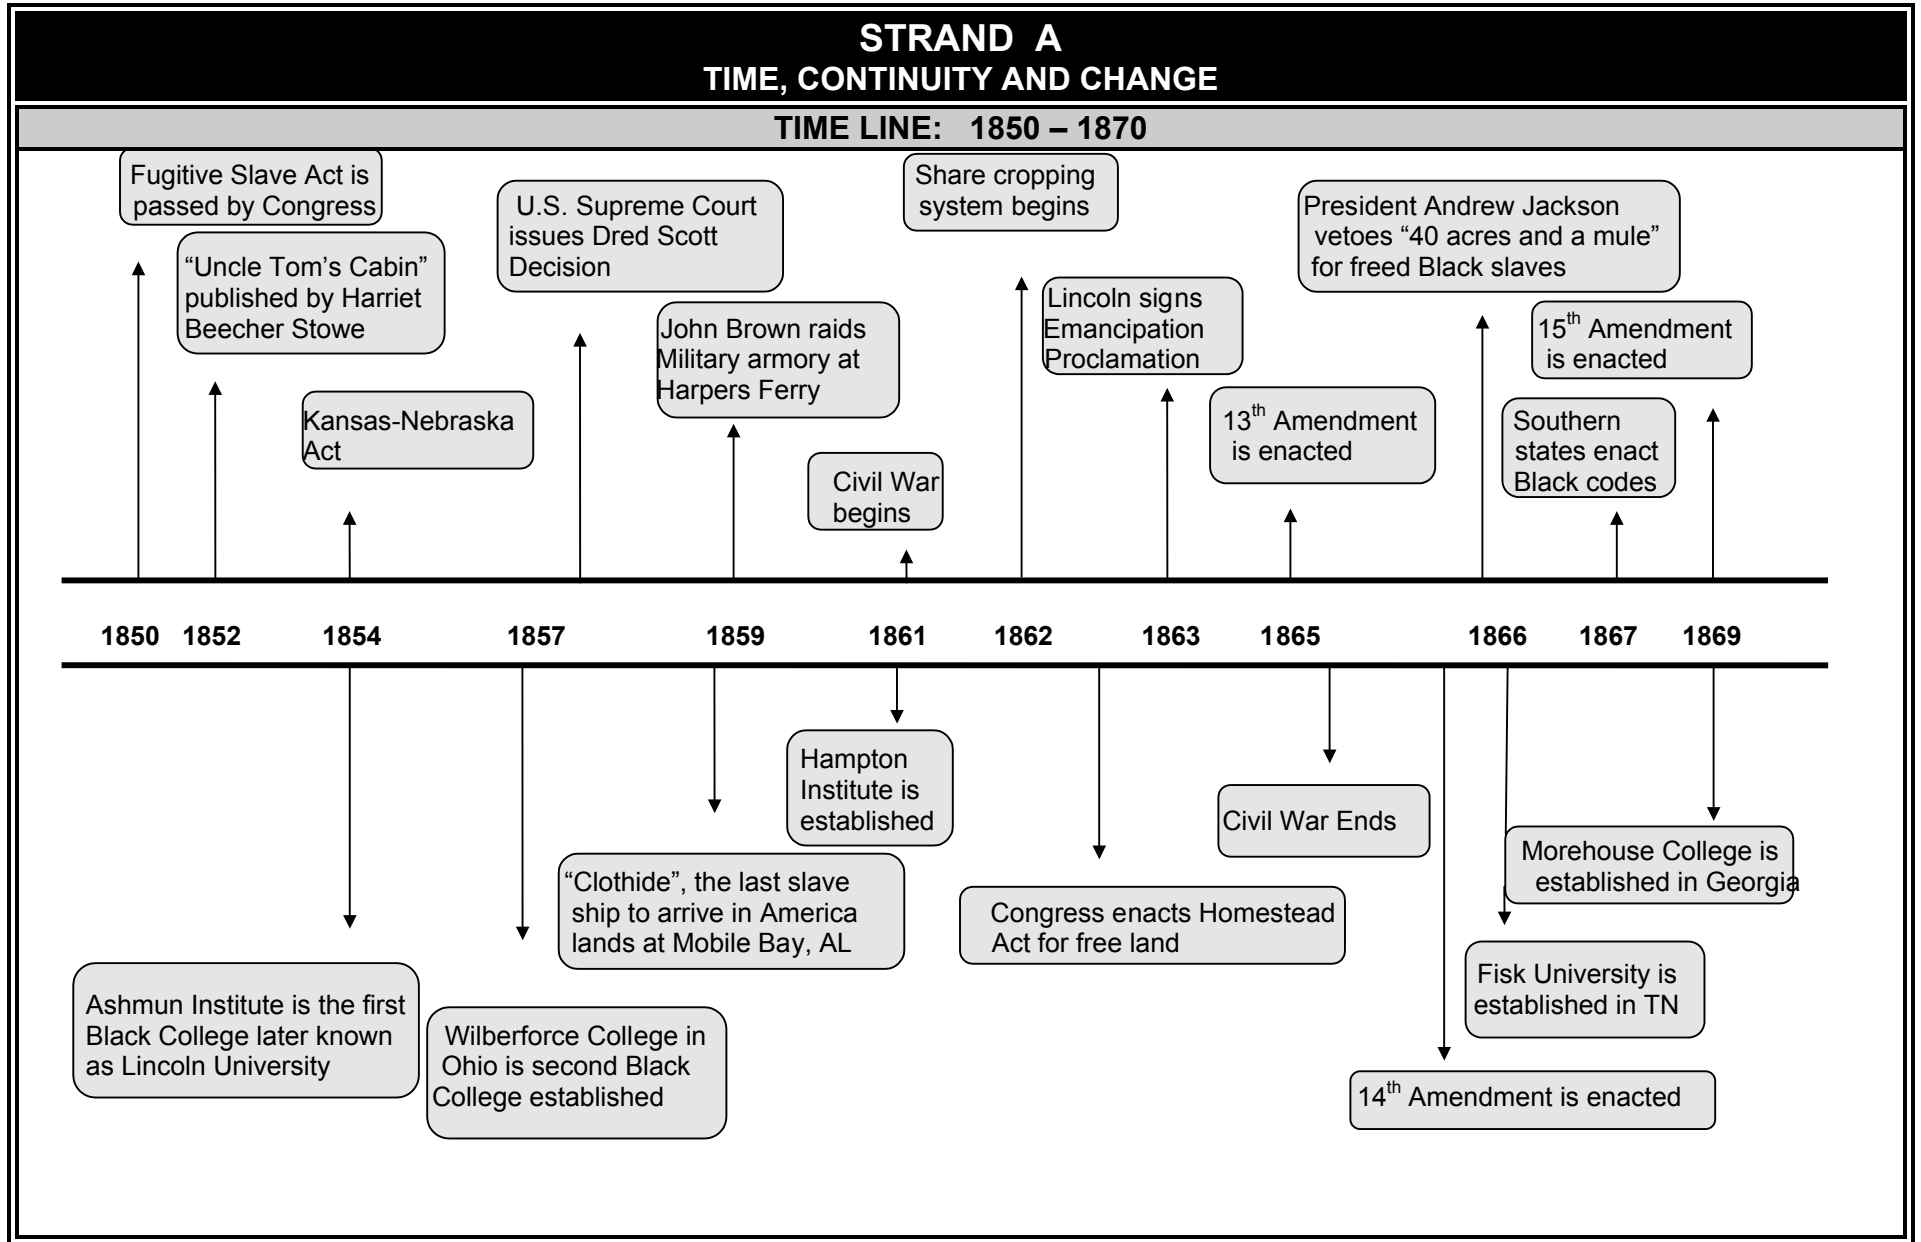 STRAND A
TIME, CONTINUITY AND CHANGE
TIME LINE: 1850 – 1870
Fugitive Slave Act is
passed by Congress
“Uncle Tom’s Cabin”
published by Harriet
Beecher Stowe
Kansas-Nebraska
Act
U.S. Supreme Court
issues Dred Scott
Decision
John Brown raids
Military armory at
Harpers Ferry
Civil War
begins
Share cropping
system begins
Lincoln signs
Emancipation
Proclamation
13th Amendment
is enacted
President Andrew Jackson
vetoes “40 acres and a mule”
for freed Black slaves
Southern
states enact
Black codes
15th Amendment
is enacted
1850 1852 1854 1857 1859 1861 1862 1863 1865 1866 1867 1869
Ashmun Institute is the first
Black College later known
as Lincoln University
Wilberforce College in
Ohio is second Black
College established
“Clothide”, the last slave
ship to arrive in America
lands at Mobile Bay, AL
Hampton
Institute is
established
Congress enacts Homestead
Act for free land
Civil War Ends
14th Amendment is enacted
Fisk University is
established in TN
Morehouse College is
established in Georgia